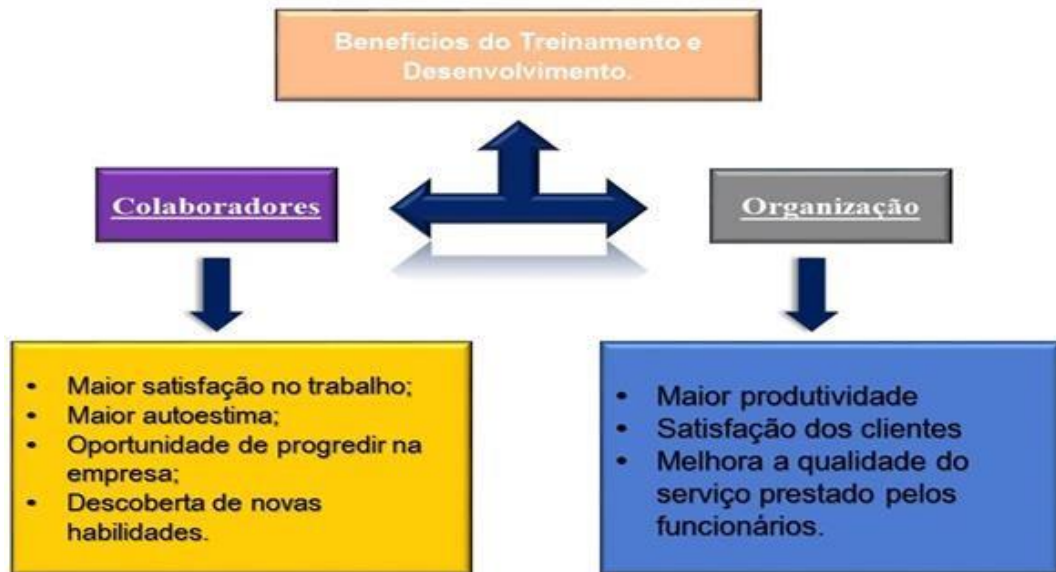 Beneficios do Treinamento e
Desenvolvimento.
Colaboradores
Organização
• Maior satisfação no trabalho;
• Maior autoestima;
• Oportunidade de progredir na
empresa;
• Descoberta de novas
habilidades.
• Maior produtividade
• Satisfação dos clientes
• Melhora a qualidade do
serviço prestado pelos
funcionários.